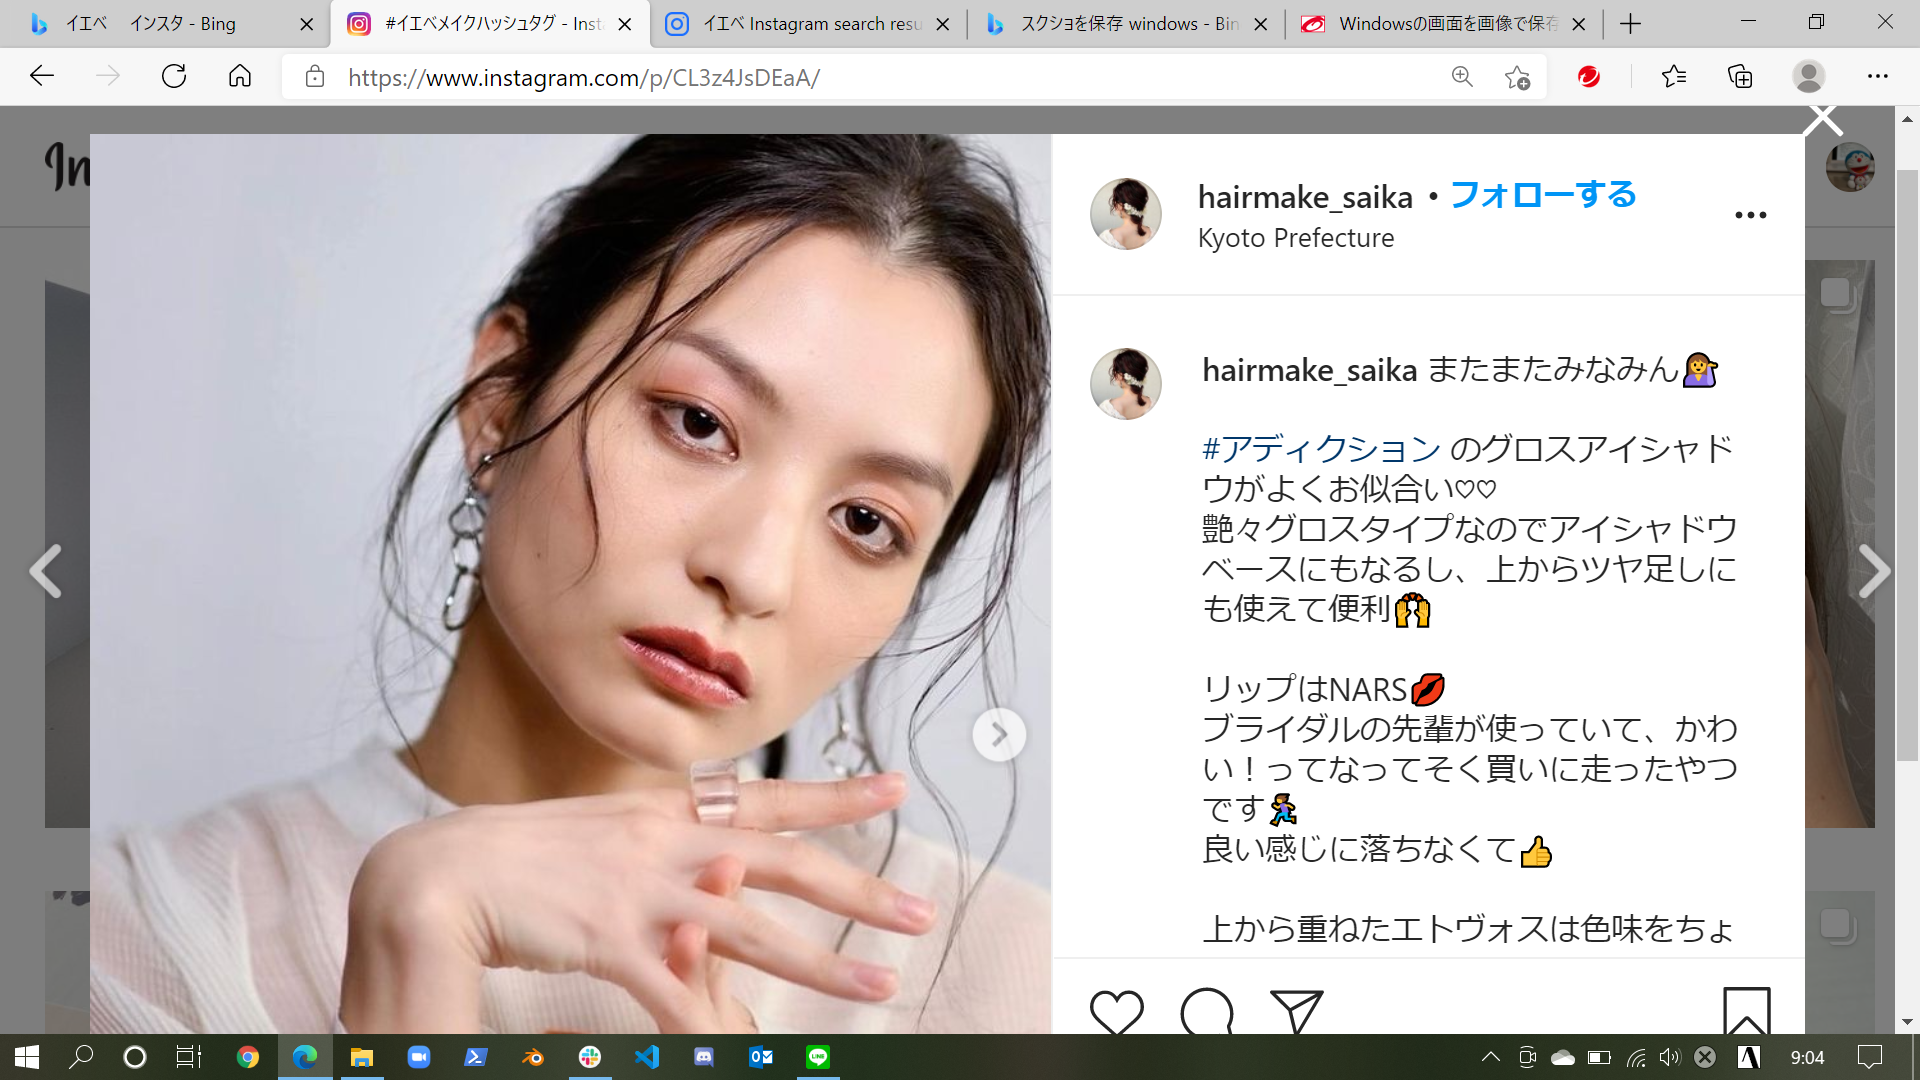 イエベ　インスタ - Bing
#イエベメイクハッシュタグ - Inst
イエベ Instagram search resu
スクショを保存 windows - Bin
Windowsの画面を画像で保存
https://www.instagram.com/p/CL3z4JsDEaA/
In
hairmake_saika • フォローする
Kyoto Prefecture
hairmake_saika またまたみなみん💁‍♀️
#アディクション のグロスアイシャド
ウがよくお似合い♡♡
艶々グロスタイプなのでアイシャドウ
ベースにもなるし、上からツヤ足しに
も使えて便利🙌
リップはNARS💋
ブライダルの先輩が使っていて、かわ
い！ってなってそく買いに走ったやつ
です🏃‍♀️
良い感じに落ちなくて👍
上から重ねたエトヴォスは色味をちょ
LINE
A
9:04